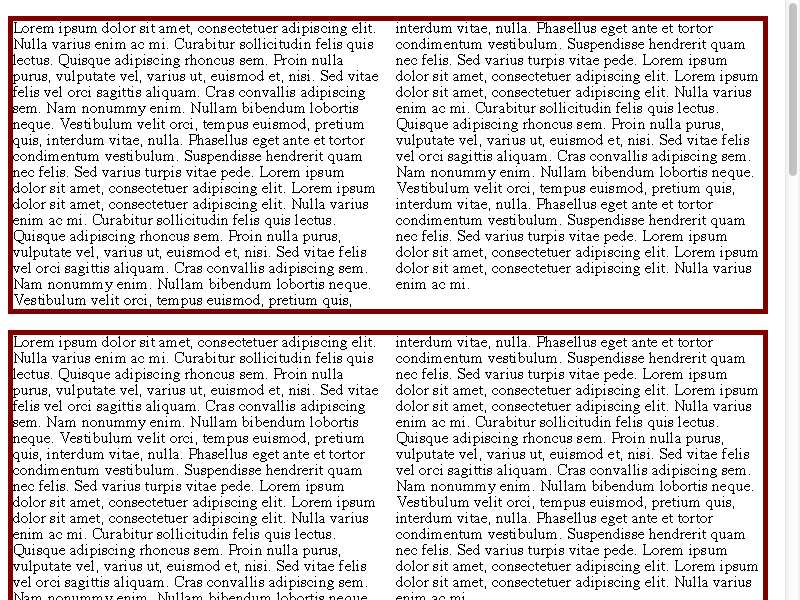 Lorem ipsum dolor sit amet, consectetuer adipiscing elit.
Nulla varius enim ac mi. Curabitur sollicitudin felis quis
lectus. Quisque adipiscing rhoncus sem. Proin nulla
purus, vulputate vel, varius ut, euismod et, nisi. Sed vitae
felis vel orci sagittis aliquam. Cras convallis adipiscing
sem. Nam nonummy enim. Nullam bibendum lobortis
neque. Vestibulum velit orci, tempus euismod, pretium
quis, interdum vitae, nulla. Phasellus eget ante et tortor
condimentum vestibulum. Suspendisse hendrerit quam
nec felis. Sed varius turpis vitae pede. Lorem ipsum
dolor sit amet, consectetuer adipiscing elit. Lorem ipsum
dolor sit amet, consectetuer adipiscing elit. Nulla varius
enim ac mi. Curabitur sollicitudin felis quis lectus.
Quisque adipiscing rhoncus sem. Proin nulla purus,
vulputate vel, varius ut, euismod et, nisi. Sed vitae felis
vel orci sagittis aliquam. Cras convallis adipiscing sem.
Nam nonummy enim. Nullam bibendum lobortis neque.
Vestibulum velit orci, tempus euismod, pretium quis,
interdum vitae, nulla. Phasellus eget ante et tortor
condimentum vestibulum. Suspendisse hendrerit quam
nec felis. Sed varius turpis vitae pede. Lorem ipsum
dolor sit amet, consectetuer adipiscing elit. Lorem ipsum
dolor sit amet, consectetuer adipiscing elit. Nulla varius
enim ac mi. Curabitur sollicitudin felis quis lectus.
Quisque adipiscing rhoncus sem. Proin nulla purus,
vulputate vel, varius ut, euismod et, nisi. Sed vitae felis
vel orci sagittis aliquam. Cras convallis adipiscing sem.
Nam nonummy enim. Nullam bibendum lobortis neque.
Vestibulum velit orci, tempus euismod, pretium quis,
interdum vitae, nulla. Phasellus eget ante et tortor
condimentum vestibulum. Suspendisse hendrerit quam
nec felis. Sed varius turpis vitae pede. Lorem ipsum
dolor sit amet, consectetuer adipiscing elit. Lorem ipsum
dolor sit amet, consectetuer adipiscing elit. Nulla varius
enim ac mi.
Lorem ipsum dolor sit amet, consectetuer adipiscing elit.
Nulla varius enim ac mi. Curabitur sollicitudin felis quis
lectus. Quisque adipiscing rhoncus sem. Proin nulla
purus, vulputate vel, varius ut, euismod et, nisi. Sed vitae
felis vel orci sagittis aliquam. Cras convallis adipiscing
sem. Nam nonummy enim. Nullam bibendum lobortis
neque. Vestibulum velit orci, tempus euismod, pretium
quis, interdum vitae, nulla. Phasellus eget ante et tortor
condimentum vestibulum. Suspendisse hendrerit quam
nec felis. Sed varius turpis vitae pede. Lorem ipsum
dolor sit amet, consectetuer adipiscing elit. Lorem ipsum
dolor sit amet, consectetuer adipiscing elit. Nulla varius
enim ac mi. Curabitur sollicitudin felis quis lectus.
Quisque adipiscing rhoncus sem. Proin nulla purus,
vulputate vel, varius ut, euismod et, nisi. Sed vitae felis
vel orci sagittis aliquam. Cras convallis adipiscing sem.
Nam nonummy enim. Nullam bibendum lobortis neque.
interdum vitae, nulla. Phasellus eget ante et tortor
condimentum vestibulum. Suspendisse hendrerit quam
nec felis. Sed varius turpis vitae pede. Lorem ipsum
dolor sit amet, consectetuer adipiscing elit. Lorem ipsum
dolor sit amet, consectetuer adipiscing elit. Nulla varius
enim ac mi. Curabitur sollicitudin felis quis lectus.
Quisque adipiscing rhoncus sem. Proin nulla purus,
vulputate vel, varius ut, euismod et, nisi. Sed vitae felis
vel orci sagittis aliquam. Cras convallis adipiscing sem.
Nam nonummy enim. Nullam bibendum lobortis neque.
Vestibulum velit orci, tempus euismod, pretium quis,
interdum vitae, nulla. Phasellus eget ante et tortor
condimentum vestibulum. Suspendisse hendrerit quam
nec felis. Sed varius turpis vitae pede. Lorem ipsum
dolor sit amet, consectetuer adipiscing elit. Lorem ipsum
dolor sit amet, consectetuer adipiscing elit. Nulla varius
enim ac mi.